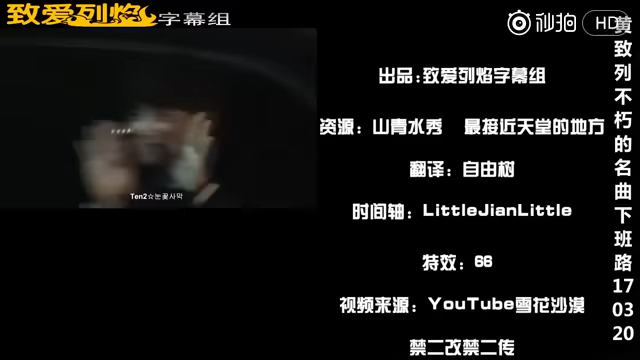 致爱列焰字幕组
秒拍 HD
出品:致爱列焰字幕组
资源: 山青水秀 最接近天堂的地方
翻译: 自由树
时间轴: LittleJianLittle
特效: 66
视频来源: YouTube雪花沙漠
禁二改禁二传
Ten2☆눈꽃사막
黄致列不朽的名曲下班路170320